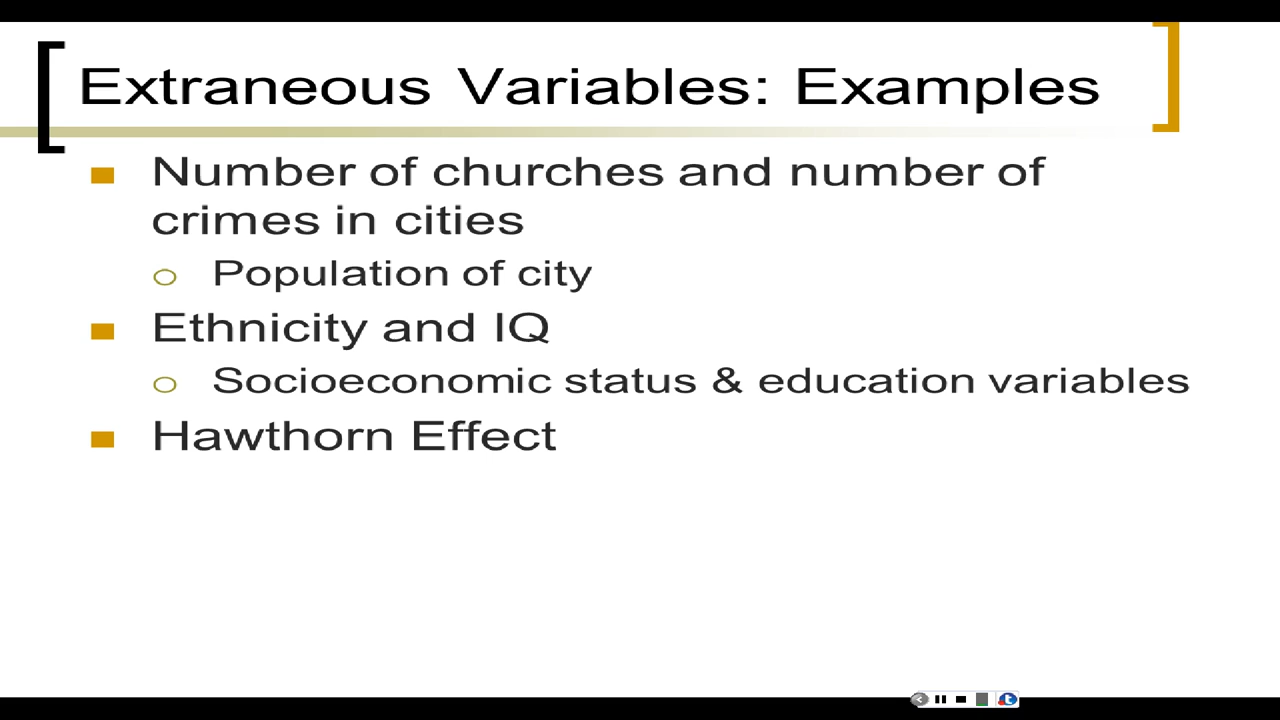 Extraneous Variables: Examples
Number of churches and number of
crimes in cities
Population of city
Ethnicity and IQ
Socioeconomic status & education variables
Hawthorn Effect